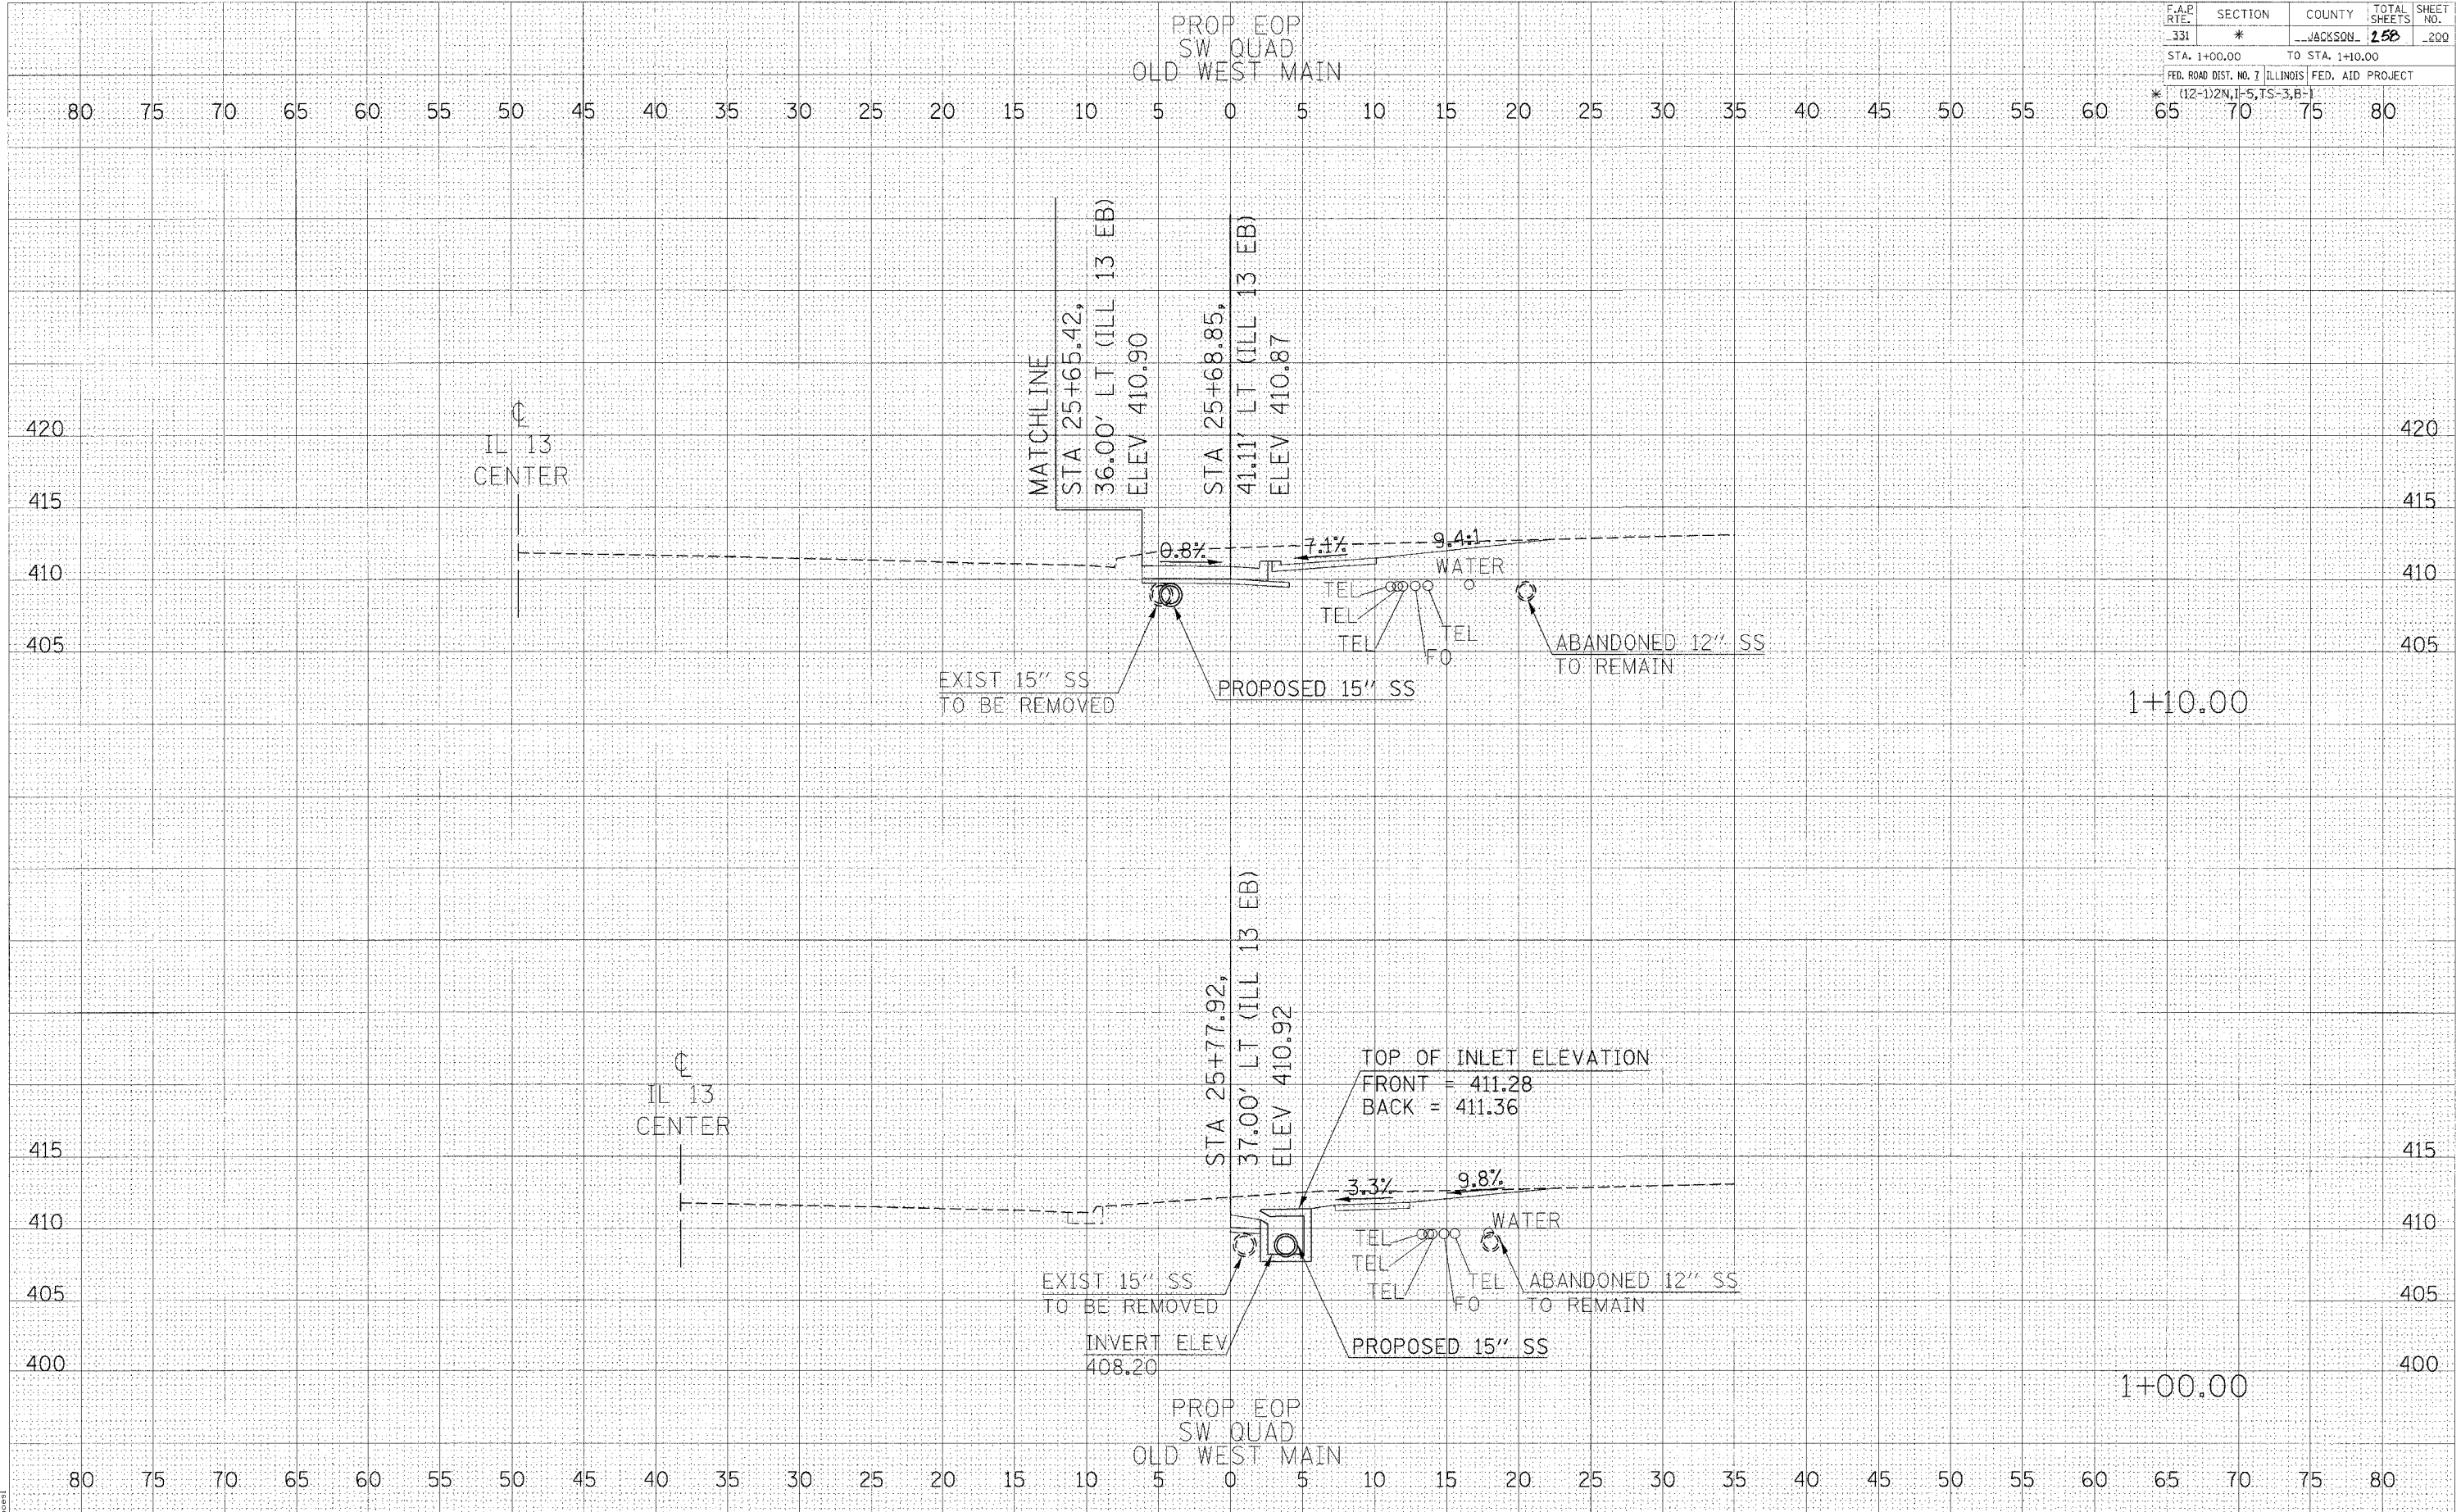 F.A.P. RTE. SECTION COUNTY TOTAL SHEETS SHEET NO.
331 * JACKSON 258 200
STA. 1+00.00 TO STA. 1+10.00
FED. ROAD DIST. NO. 7 ILLINOIS FED. AID PROJECT
* (12-1)2N,I-5,TS-3,B-1
PROP EOP
SW QUAD
OLD WEST MAIN
80 75 70 65 60 55 50 45 40 35 30 25 20 15 10 5 0 5 10 15 20 25 30 35 40 45 50 55 60 65 70 75 80
MATCHLINE
STA 25+65.42,
36.00' LT (ILL 13 EB)
ELEV 410.90
STA 25+68.85,
41.11' LT (ILL 13 EB)
ELEV 410.87
420 420
℄
IL 13
CENTER
415 415
0.8% 7.1% 9.4:1
WATER
410 410
TEL
TEL
TEL
TEL
FO
405 405
ABANDONED 12" SS
TO REMAIN
EXIST 15" SS
TO BE REMOVED
PROPOSED 15" SS
1+10.00
STA 25+77.92,
37.00' LT (ILL 13 EB)
ELEV 410.92
TOP OF INLET ELEVATION
FRONT = 411.28
BACK = 411.36
℄
IL 13
CENTER
415 415
3.3% 9.8%
WATER
410 410
TEL
TEL
TEL
TEL
FO
ABANDONED 12" SS
TO REMAIN
EXIST 15" SS
TO BE REMOVED
405 405
INVERT ELEV
408.20
PROPOSED 15" SS
400 400
1+00.00
PROP EOP
SW QUAD
OLD WEST MAIN
80 75 70 65 60 55 50 45 40 35 30 25 20 15 10 5 0 5 10 15 20 25 30 35 40 45 50 55 60 65 70 75 80